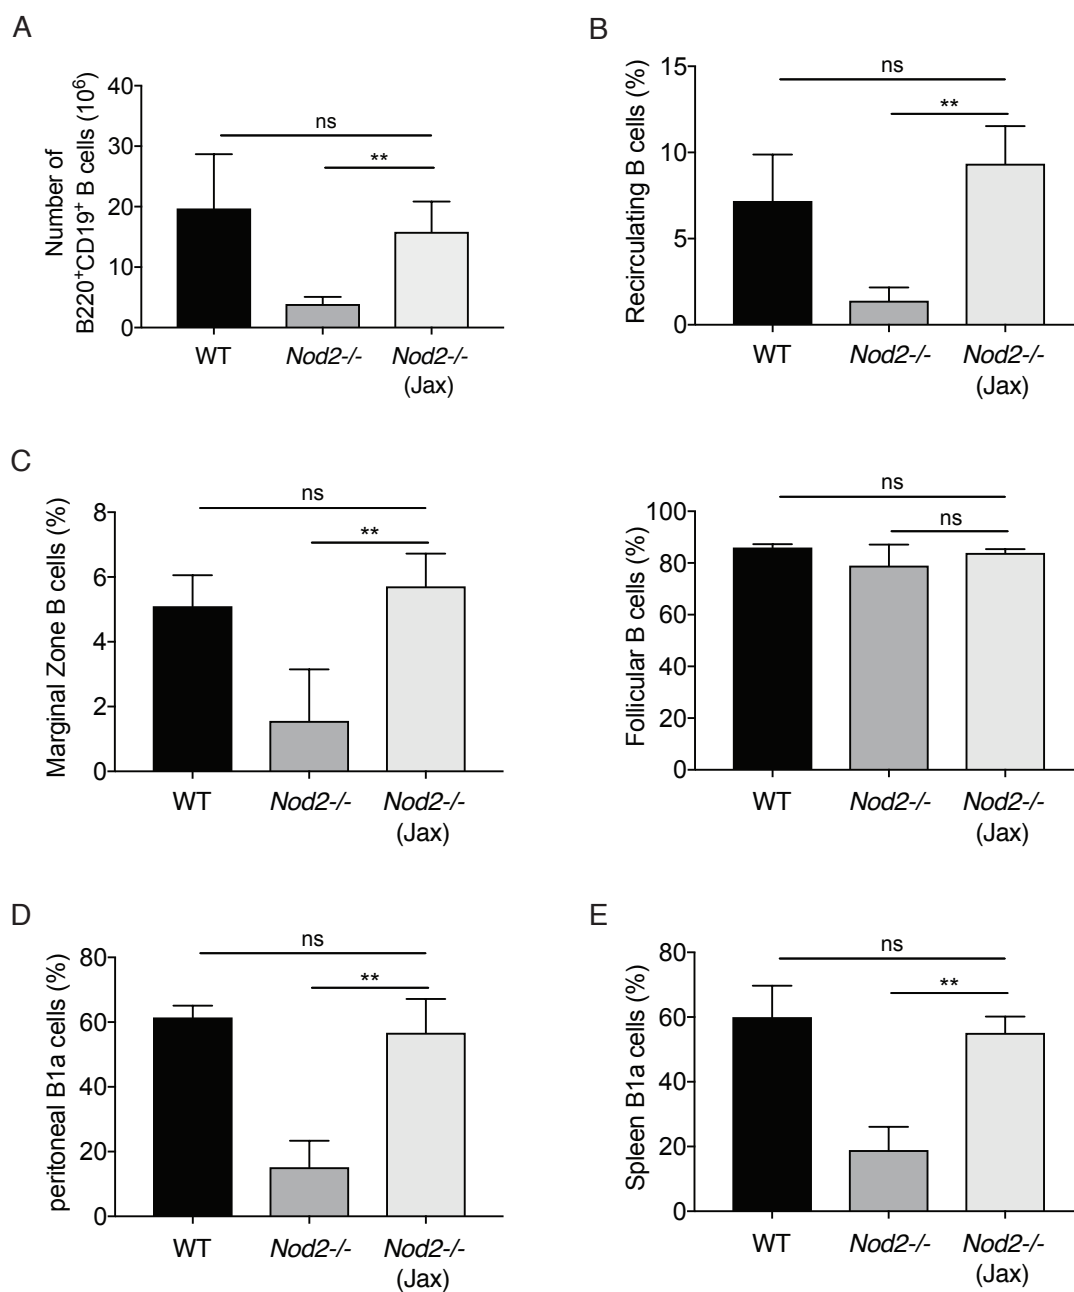 A
Number of
B220⁺CD19⁺ B cells (10⁶)
40
30
20
10
0
ns
**
WT
Nod2-/-
Nod2-/-
(Jax)
B
Recirculating B cells (%)
15
10
5
0
ns
**
WT
Nod2-/-
Nod2-/-
(Jax)
C
Marginal Zone B cells (%)
8
6
4
2
0
ns
**
WT
Nod2-/-
Nod2-/-
(Jax)
Follicular B cells (%)
100
80
60
40
20
0
ns
ns
WT
Nod2-/-
Nod2-/-
(Jax)
D
peritoneal B1a cells (%)
80
60
40
20
0
ns
**
WT
Nod2-/-
Nod2-/-
(Jax)
E
Spleen B1a cells (%)
80
60
40
20
0
ns
**
WT
Nod2-/-
Nod2-/-
(Jax)